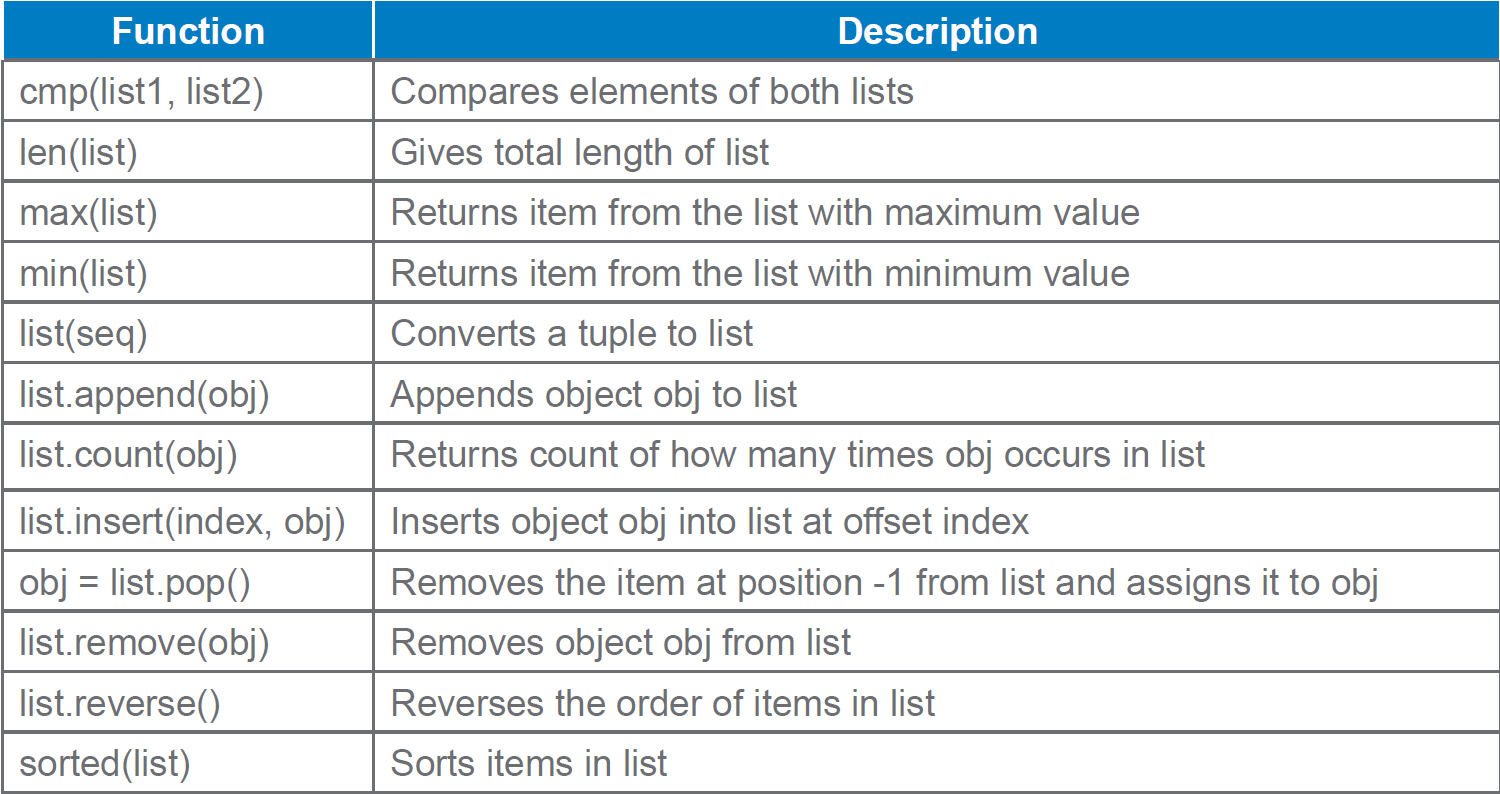 Function Description
cmp(list1, list2) Compares elements of both lists
len(list) Gives total length of list
max(list) Returns item from the list with maximum value
min(list) Returns item from the list with minimum value
list(seq) Converts a tuple to list
list.append(obj) Appends object obj to list
list.count(obj) Returns count of how many times obj occurs in list
list.insert(index, obj) Inserts object obj into list at offset index
obj = list.pop() Removes the item at position -1 from list and assigns it to obj
list.remove(obj) Removes object obj from list
list.reverse() Reverses the order of items in list
sorted(list) Sorts items in list